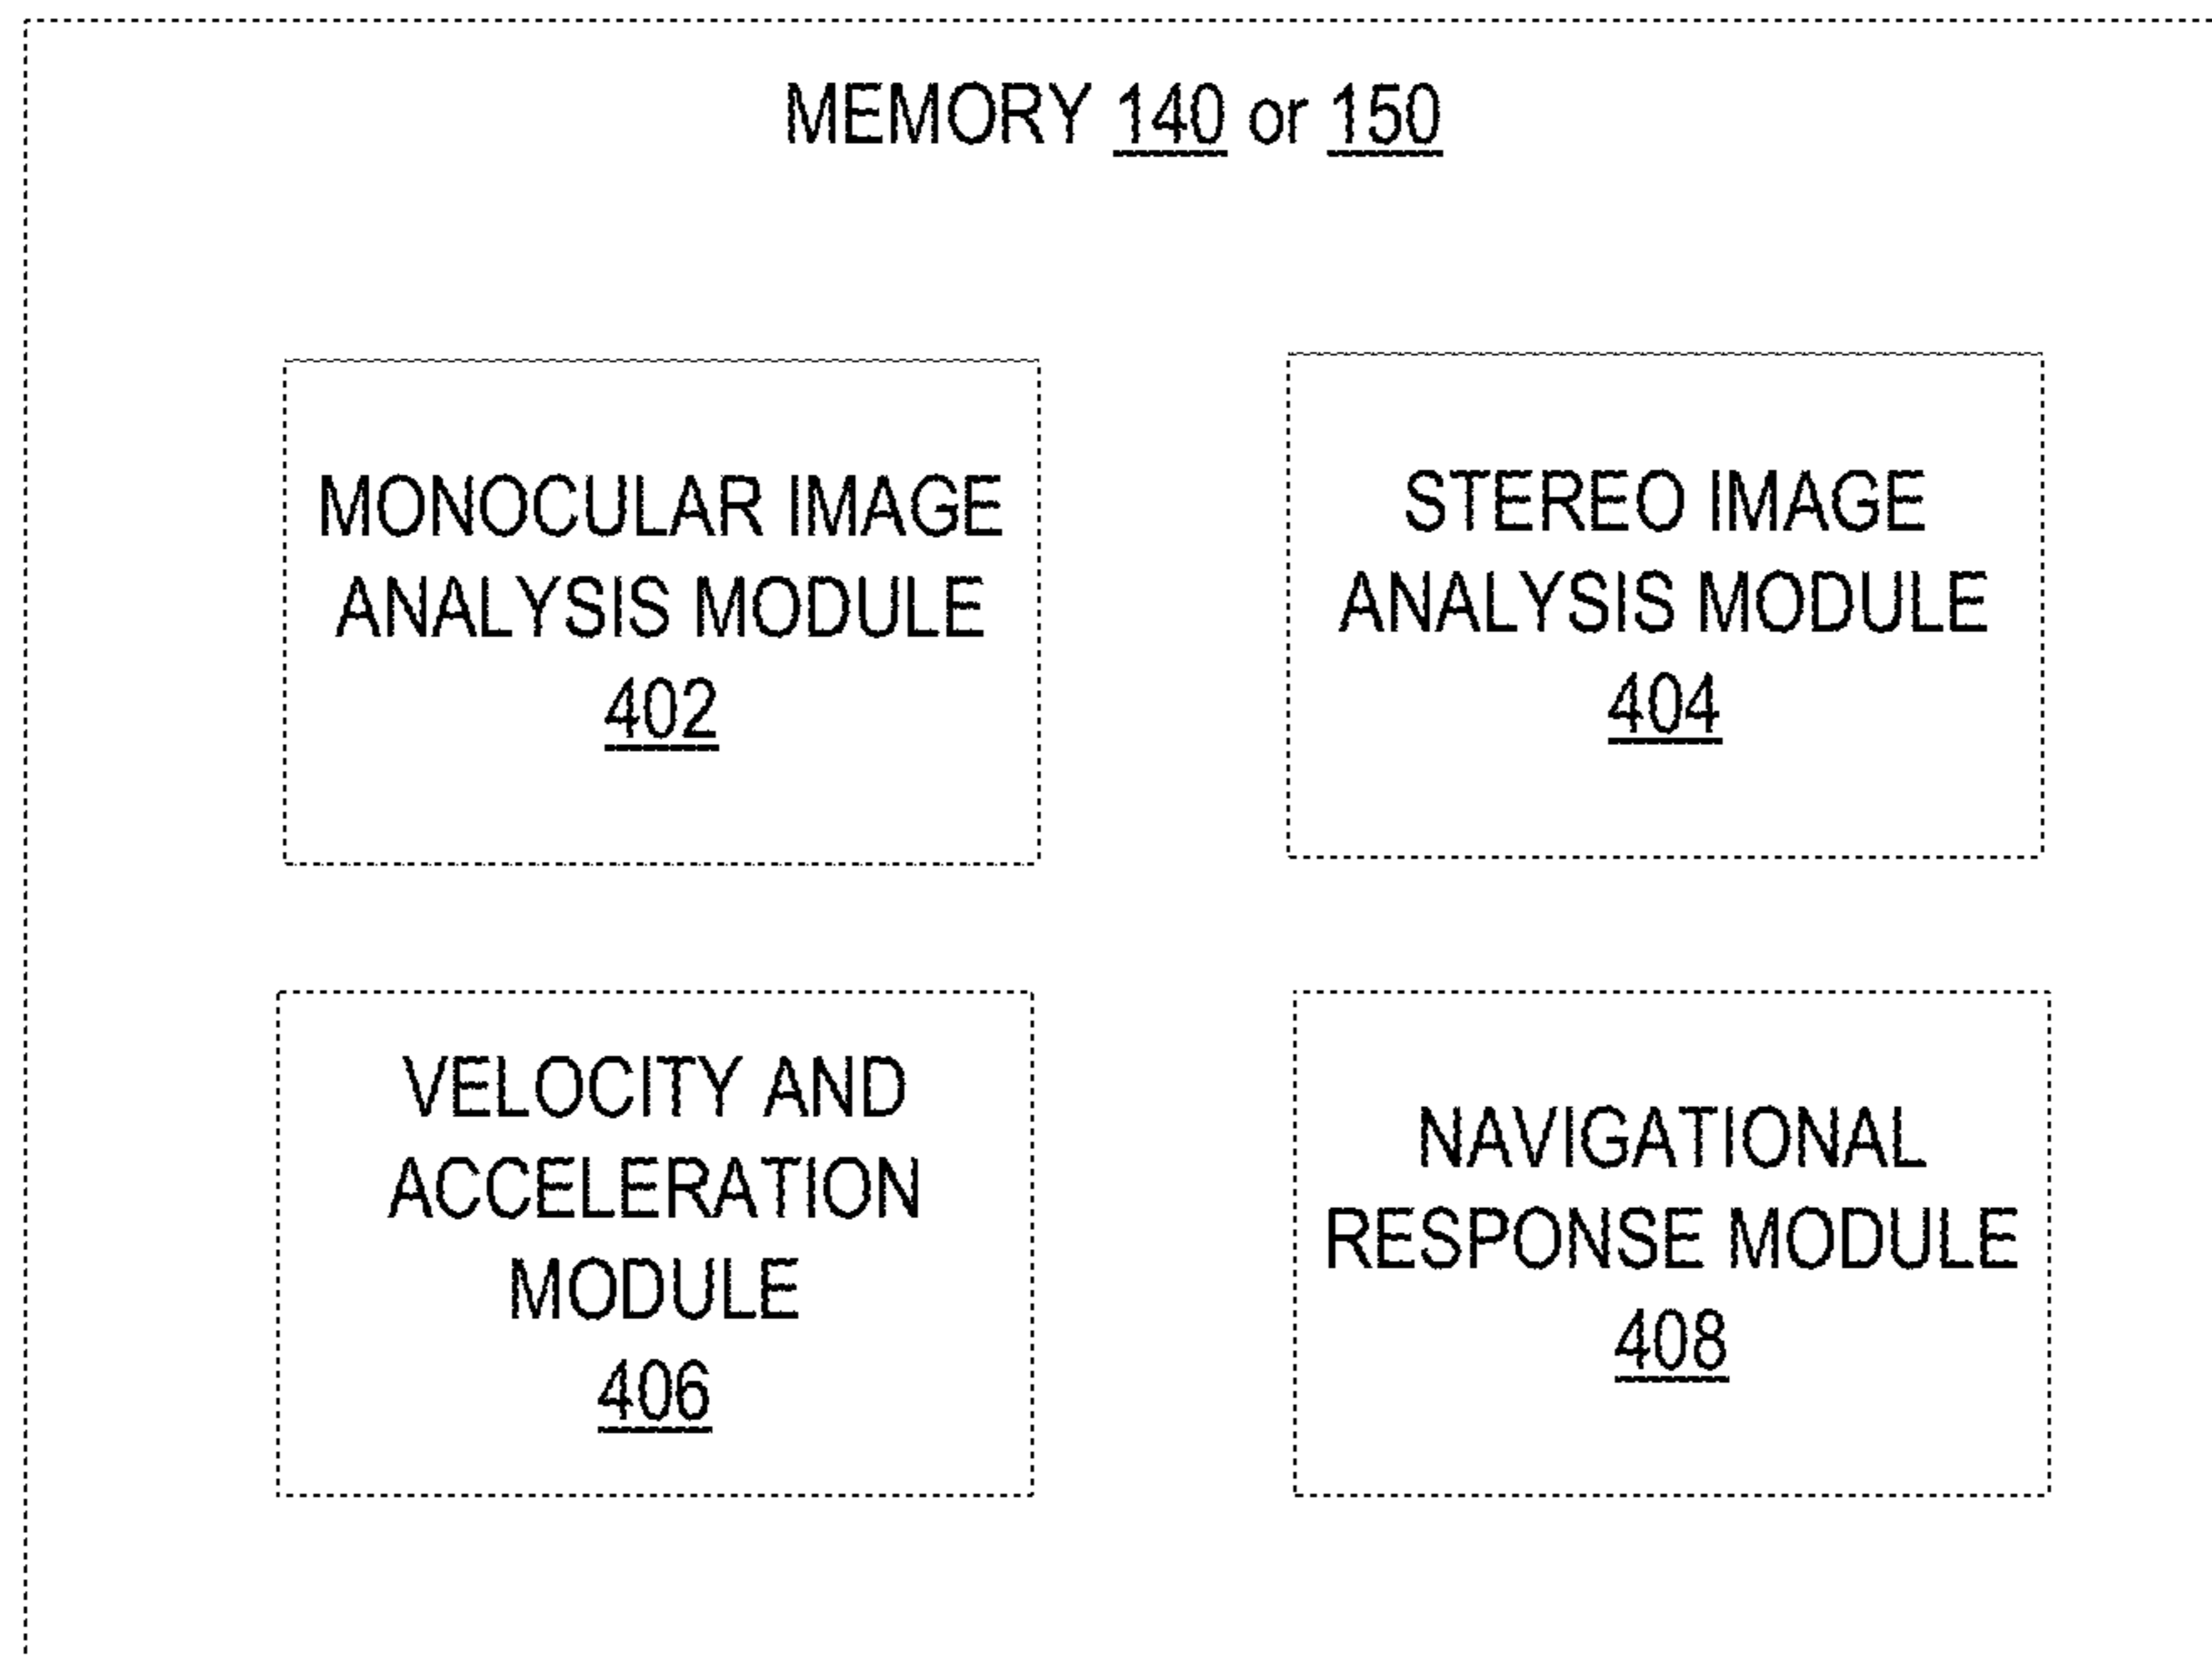 MEMORY 140 or 150
MONOCULAR IMAGE
ANALYSIS MODULE
402
STEREO IMAGE
ANALYSIS MODULE
404
VELOCITY AND
ACCELERATION
MODULE
406
NAVIGATIONAL
RESPONSE MODULE
408